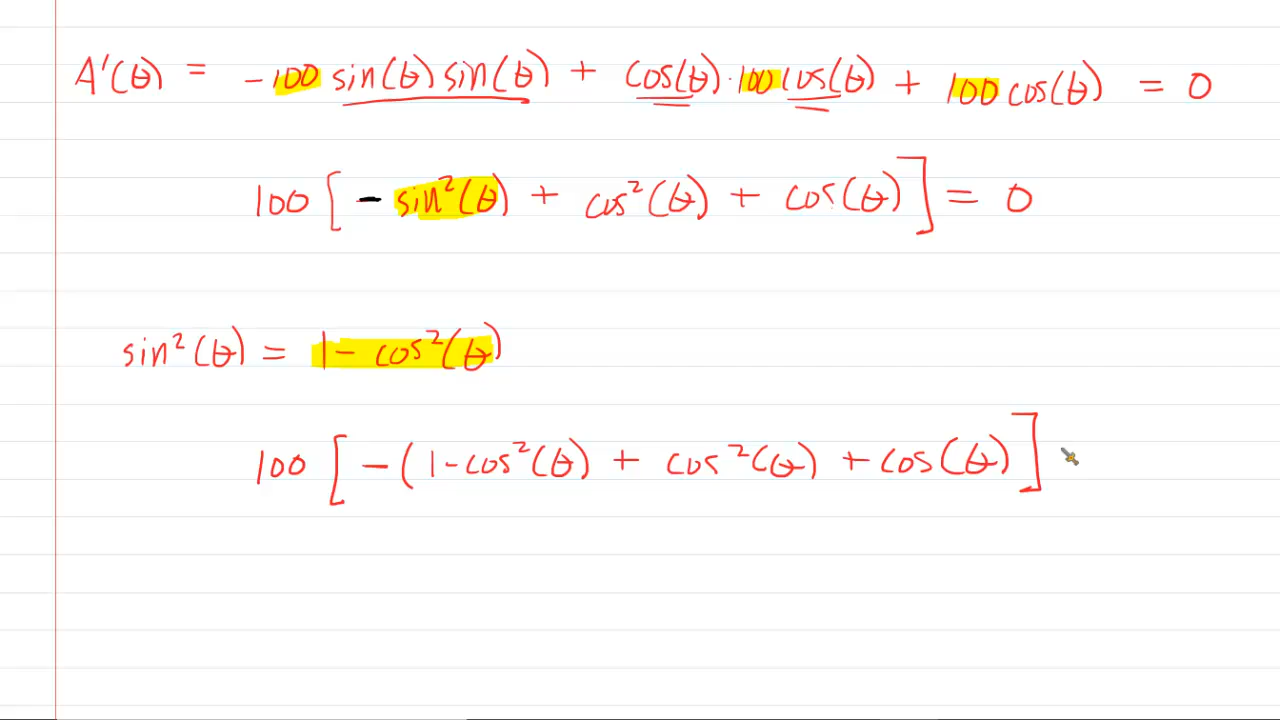 A'(θ) = -100 sin(θ) sin(θ) + cos(θ)·100 cos(θ) + 100 cos(θ) = 0
100 [ - sin²(θ) + cos²(θ) + cos(θ) ] = 0
sin²(θ) = 1 - cos²(θ)
100 [ - (1 - cos²(θ) + cos²(θ) + cos(θ) ]